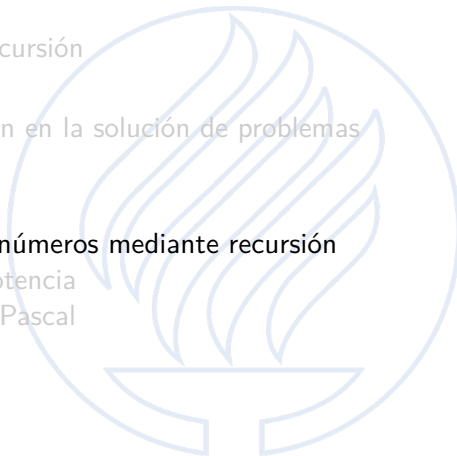 cursión
n en la solución de problemas
números mediante recursión
otencia
Pascal